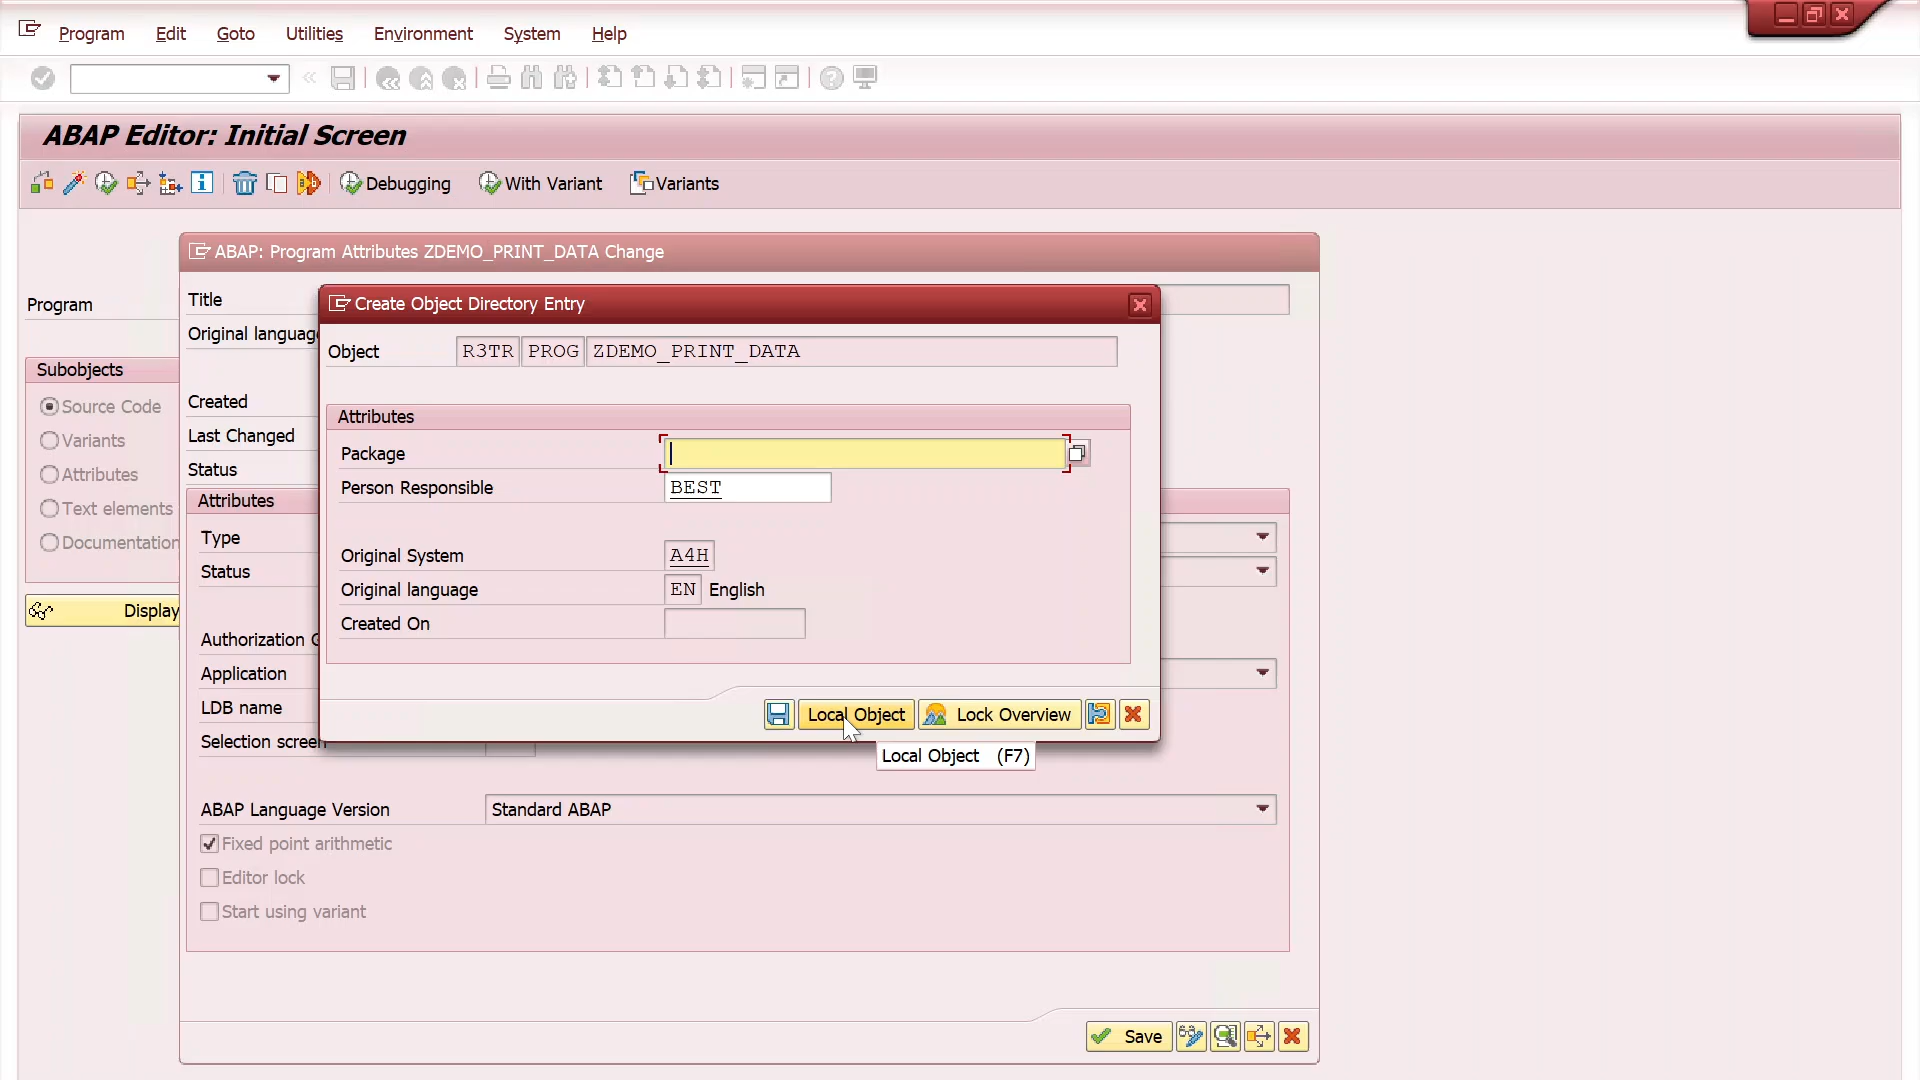 Program Edit Goto Utilities Environment System Help
ABAP Editor: Initial Screen
Debugging With Variant Variants
ABAP: Program Attributes ZDEMO_PRINT_DATA Change
Program
Title
Original language
Created
Last Changed
Status
Subobjects
Source Code
Variants
Attributes
Text elements
Documentation
Display
Attributes
Type
Status
Authorization G
Application
LDB name
Selection screen
ABAP Language Version Standard ABAP
Fixed point arithmetic
Editor lock
Start using variant
Save
Create Object Directory Entry
Object R3TR PROG ZDEMO_PRINT_DATA
Attributes
Package
Person Responsible BEST
Original System A4H
Original language EN English
Created On
Local Object Lock Overview
Local Object (F7)